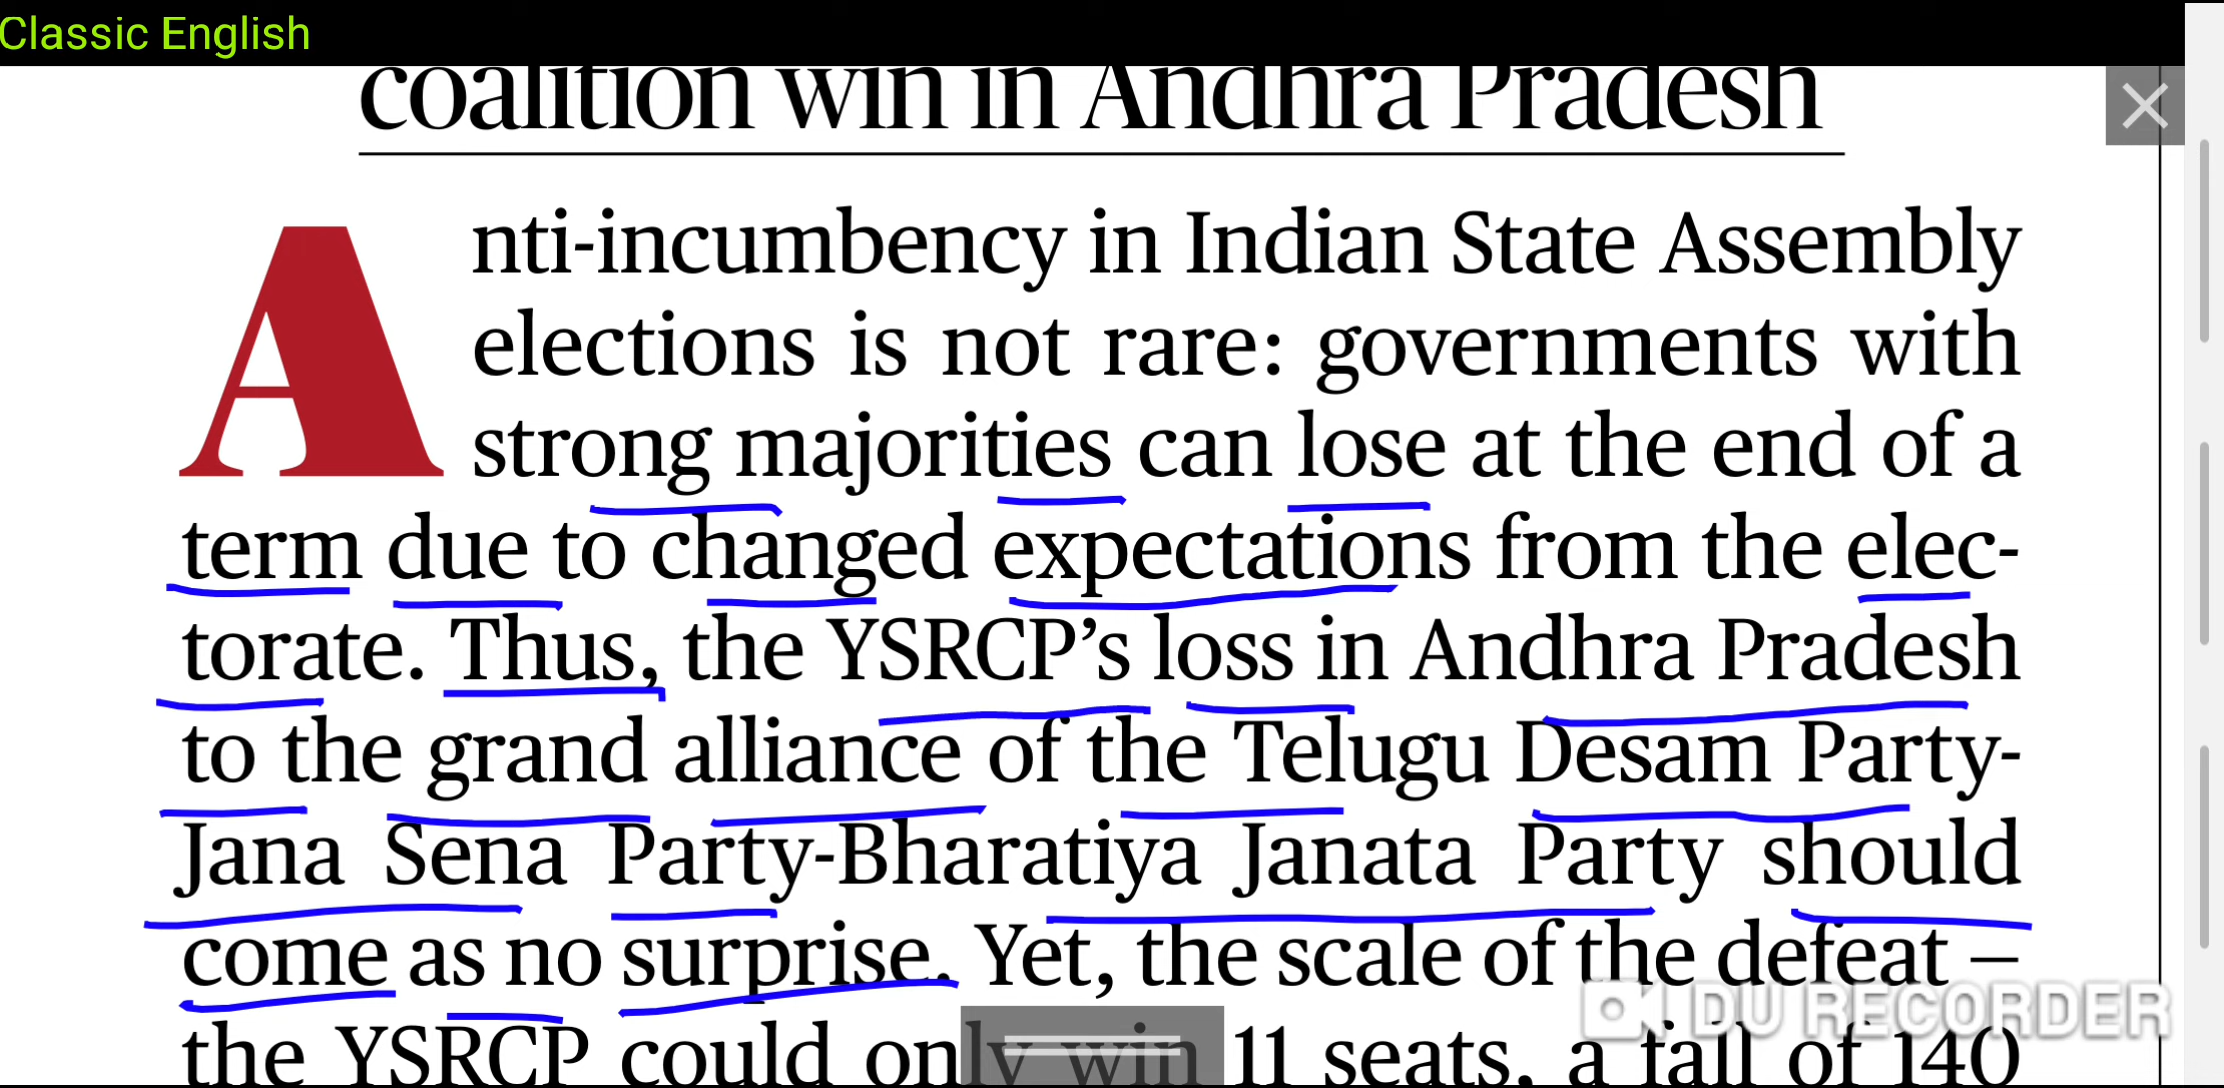 Classic English
coalition win in Andhra Pradesh
Anti-incumbency in Indian State Assembly
elections is not rare: governments with
strong majorities can lose at the end of a
term due to changed expectations from the elec-
torate. Thus, the YSRCP’s loss in Andhra Pradesh
to the grand alliance of the Telugu Desam Party-
Jana Sena Party-Bharatiya Janata Party should
come as no surprise. Yet, the scale of the defeat –
the YSRCP could only win 11 seats, a fall of 140
DU RECORDER